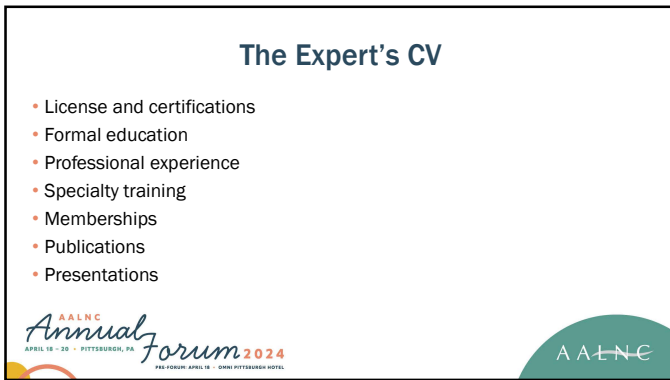 The Expert's CV
• License and certifications
• Formal education
• Professional experience
• Specialty training
• Memberships
• Publications
• Presentations
AALNC
Annual
APRIL 18 - 20 • PITTSBURGH, PA
Forum 2024
PRE-FORUM: APRIL 18 • OMNI PITTSBURGH HOTEL
AALNC